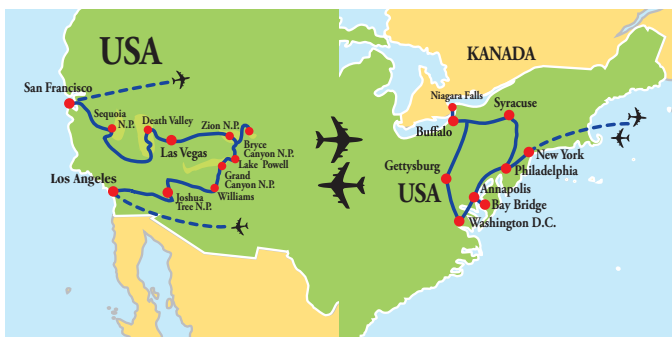 USA
San Francisco
Sequoia
N.P.
Death Valley
Las Vegas
Zion N.P.
Bryce
Canyon N.P.
Lake Powell
Grand
Canyon N.P.
Williams
Los Angeles
Joshua
Tree N.P.
KANADA
Niagara Falls
Buffalo
Syracuse
New York
Philadelphia
Gettysburg
USA
Annapolis
Bay Bridge
Washington D.C.